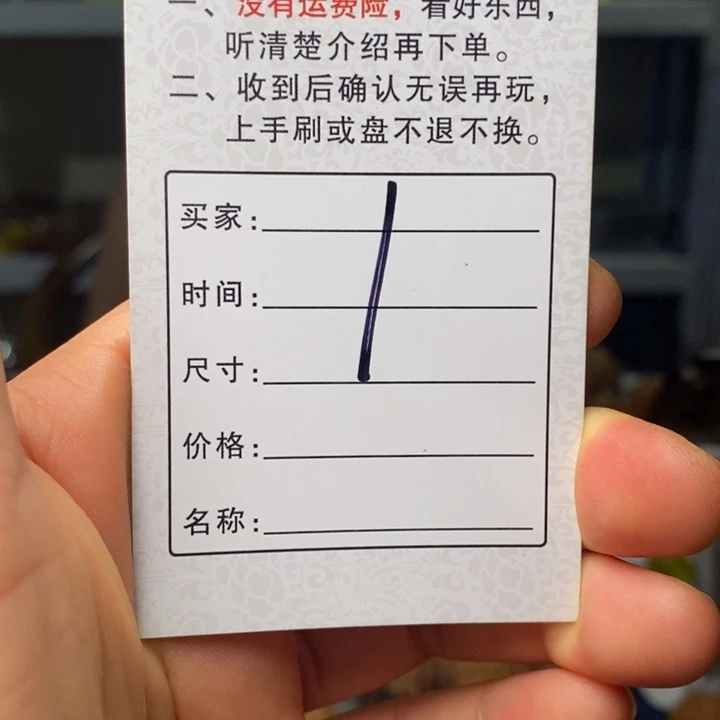 一、没有运费险，看好东西，
听清楚介绍再下单。
二、收到后确认无误再玩，
上手刷或盘不退不换。
买家：
时间：
尺寸：
价格：
名称：